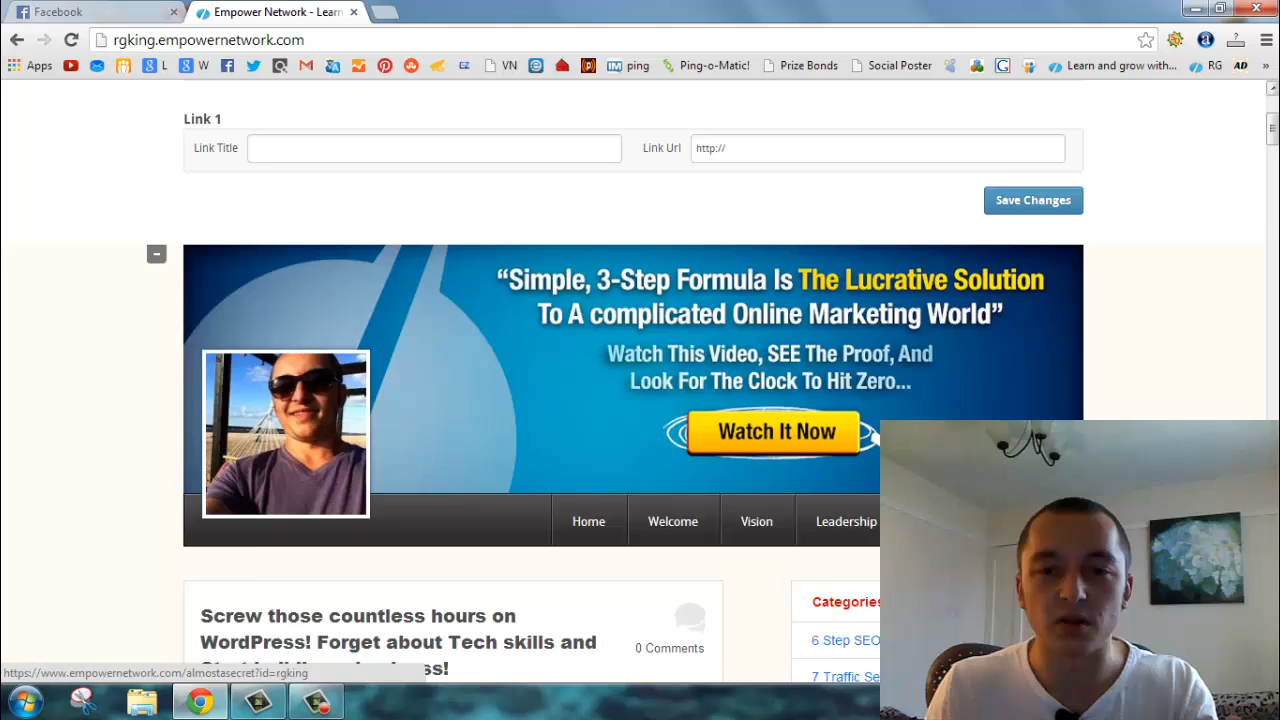 Facebook
Empower Network - Learn
rgking.empowernetwork.com
Apps
L
W
VN
ping
Ping-o-Matic!
Prize Bonds
Social Poster
Learn and grow with...
RG
AD
»
Link 1
Link Title
Link Url
http://
Save Changes
“Simple, 3-Step Formula Is The Lucrative Solution
To A complicated Online Marketing World”
Watch This Video, SEE The Proof, And
Look For The Clock To Hit Zero...
Watch It Now
Home
Welcome
Vision
Leadership
Screw those countless hours on
WordPress! Forget about Tech skills and
0 Comments
Categories
6 Step SEO
7 Traffic Se
https://www.empowernetwork.com/almostasecret?id=rgking